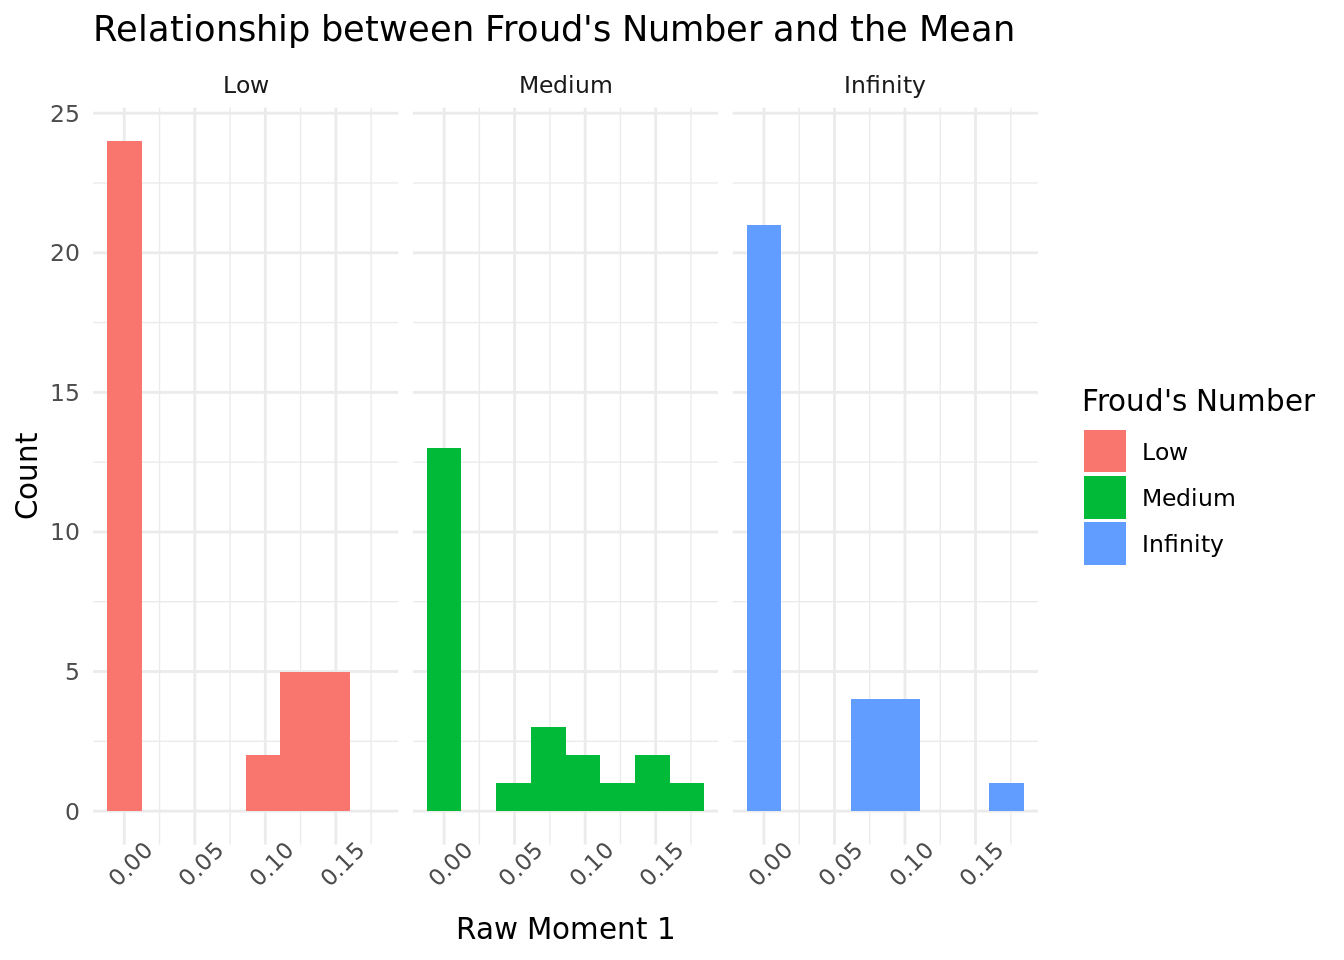 Relationship between Froud's Number and the Mean
Low
Medium
Infinity
25
20
15
10
5
0
Count
0.00
0.05
0.10
0.15
0.00
0.05
0.10
0.15
0.00
0.05
0.10
0.15
Raw Moment 1
Froud's Number
Low
Medium
Infinity